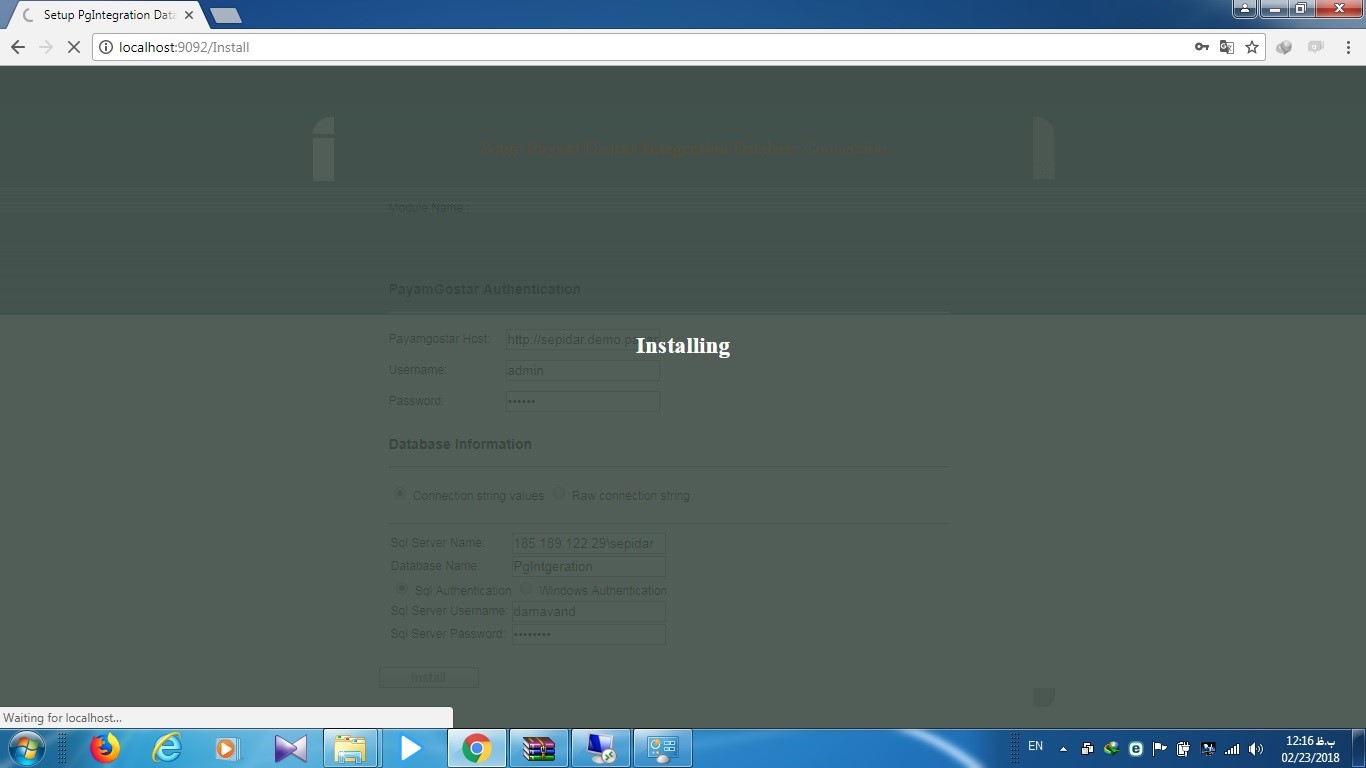 Setup PgIntegration Data
localhost:9092/Install
Module Name:
PayamGostar Authentication
Payamgostar Host: http://sepidar.demo.pa
Installing
Username: admin
Password: ••••••
Database Information
Connection string values Raw connection string
Sql Server Name: 185.189.122.29\sepidar
Database Name: PgIntgeration
Sql Authentication Windows Authentication
Sql Server Username: damavand
Sql Server Password: ••••••••
Install
Waiting for localhost...
EN
12:16 ب.ظ
02/23/2018